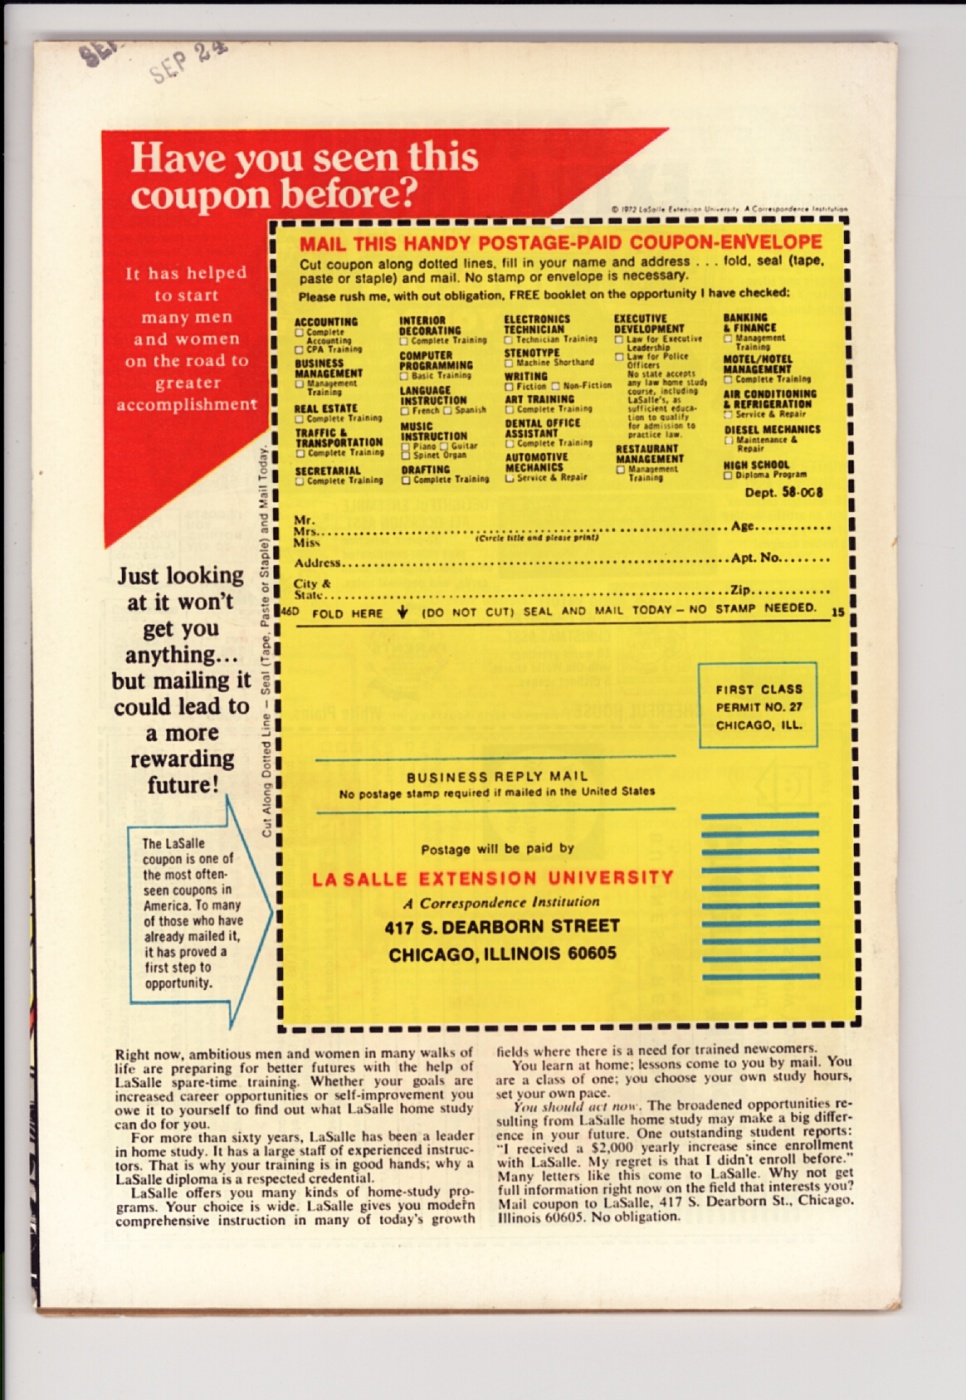 SEP
SEP 24
Have you seen this
coupon before?
It has helped
to start
many men
and women
on the road to
greater
accomplishment
© 1972 LaSalle Extension University A Correspondence Institution
MAIL THIS HANDY POSTAGE-PAID COUPON-ENVELOPE
Cut coupon along dotted lines, fill in your name and address . . . fold, seal (tape,
paste or staple) and mail. No stamp or envelope is necessary.
Please rush me, with out obligation, FREE booklet on the opportunity I have checked:
ACCOUNTING
Complete
Accounting
CPA Training
BUSINESS
MANAGEMENT
Management
Training
REAL ESTATE
Complete Training
TRAFFIC &
TRANSPORTATION
Complete Training
SECRETARIAL
Complete Training
INTERIOR
DECORATING
Complete Training
COMPUTER
PROGRAMMING
Basic Training
LANGUAGE
INSTRUCTION
French Spanish
MUSIC
INSTRUCTION
Piano Guitar
Spinet Organ
DRAFTING
Complete Training
ELECTRONICS
TECHNICIAN
Technician Training
STENOTYPE
Machine Shorthand
WRITING
Fiction Non-Fiction
ART TRAINING
Complete Training
DENTAL OFFICE
ASSISTANT
Complete Training
AUTOMOTIVE
MECHANICS
Service & Repair
EXECUTIVE
DEVELOPMENT
Law for Executive
Leadership
Law for Police
Officers
No state accepts
any law home study
course, including
LaSalle's, as
sufficient educa-
tion to qualify
for admission to
practice law.
RESTAURANT
MANAGEMENT
Management
Training
BANKING
& FINANCE
Management
Training
MOTEL/HOTEL
MANAGEMENT
Complete Training
AIR CONDITIONING
& REFRIGERATION
Service & Repair
DIESEL MECHANICS
Maintenance &
Repair
HIGH SCHOOL
Diploma Program
Dept. 58-008
Mr.
Mrs. Age
Miss (Circle title and please print)
Address Apt. No.
City &
State Zip
46D FOLD HERE (DO NOT CUT) SEAL AND MAIL TODAY — NO STAMP NEEDED. 15
Cut Along Dotted Line — Seal (Tape, Paste or Staple) and Mail Today.
Just looking
at it won't
get you
anything...
but mailing it
could lead to
a more
rewarding
future!
The LaSalle
coupon is one of
the most often-
seen coupons in
America. To many
of those who have
already mailed it,
it has proved a
first step to
opportunity.
FIRST CLASS
PERMIT NO. 27
CHICAGO, ILL.
BUSINESS REPLY MAIL
No postage stamp required if mailed in the United States
Postage will be paid by
LA SALLE EXTENSION UNIVERSITY
A Correspondence Institution
417 S. DEARBORN STREET
CHICAGO, ILLINOIS 60605
Right now, ambitious men and women in many walks of
life are preparing for better futures with the help of
LaSalle spare-time training. Whether your goals are
increased career opportunities or self-improvement you
owe it to yourself to find out what LaSalle home study
can do for you.
For more than sixty years, LaSalle has been a leader
in home study. It has a large staff of experienced instruc-
tors. That is why your training is in good hands; why a
LaSalle diploma is a respected credential.
LaSalle offers you many kinds of home-study pro-
grams. Your choice is wide. LaSalle gives you modern
comprehensive instruction in many of today's growth
fields where there is a need for trained newcomers.
You learn at home; lessons come to you by mail. You
are a class of one; you choose your own study hours,
set your own pace.
You should act now. The broadened opportunities re-
sulting from LaSalle home study may make a big differ-
ence in your future. One outstanding student reports:
"I received a $2,000 yearly increase since enrollment
with LaSalle. My regret is that I didn't enroll before."
Many letters like this come to LaSalle. Why not get
full information right now on the field that interests you?
Mail coupon to LaSalle, 417 S. Dearborn St., Chicago,
Illinois 60605. No obligation.